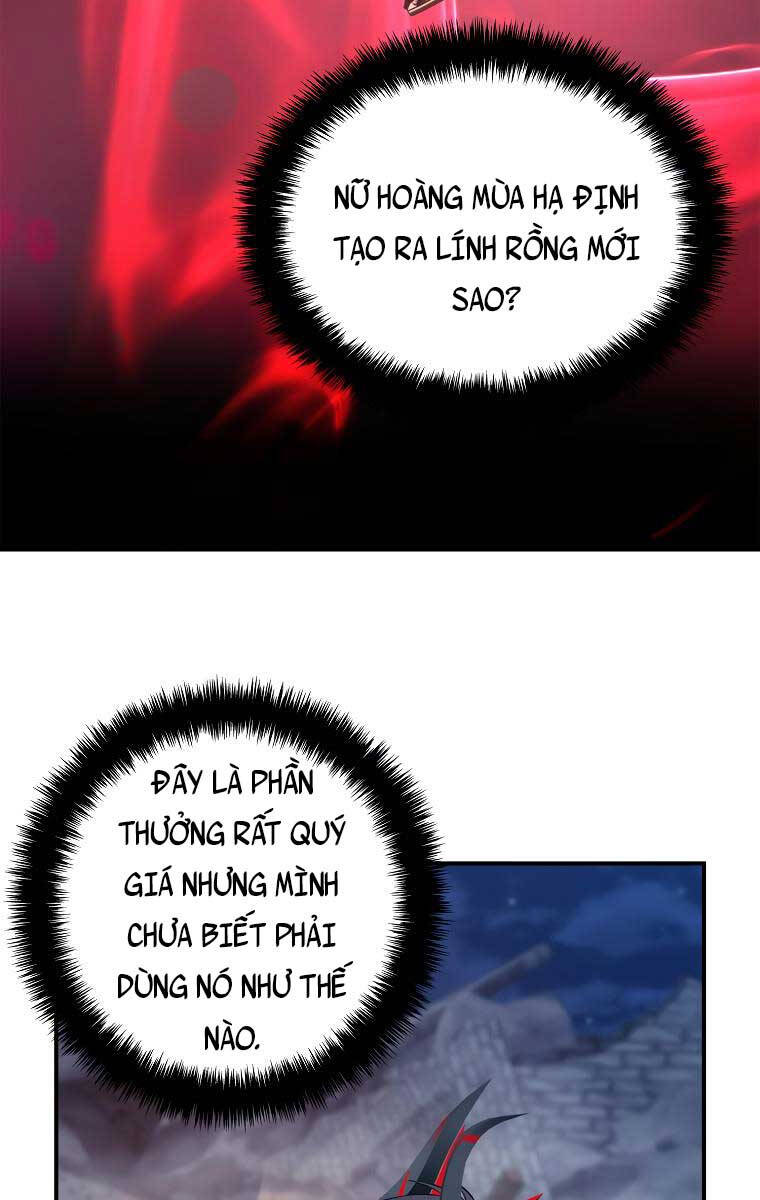 NỮ HOÀNG MÙA HẠ ĐỊNH
TẠO RA LÍNH RỒNG MỚI
SAO?
ĐÂY LÀ PHẦN
THƯỞNG RẤT QUÝ
GIÁ NHƯNG MÌNH
CHƯA BIẾT PHẢI
DÙNG NÓ NHƯ THẾ
NÀO.